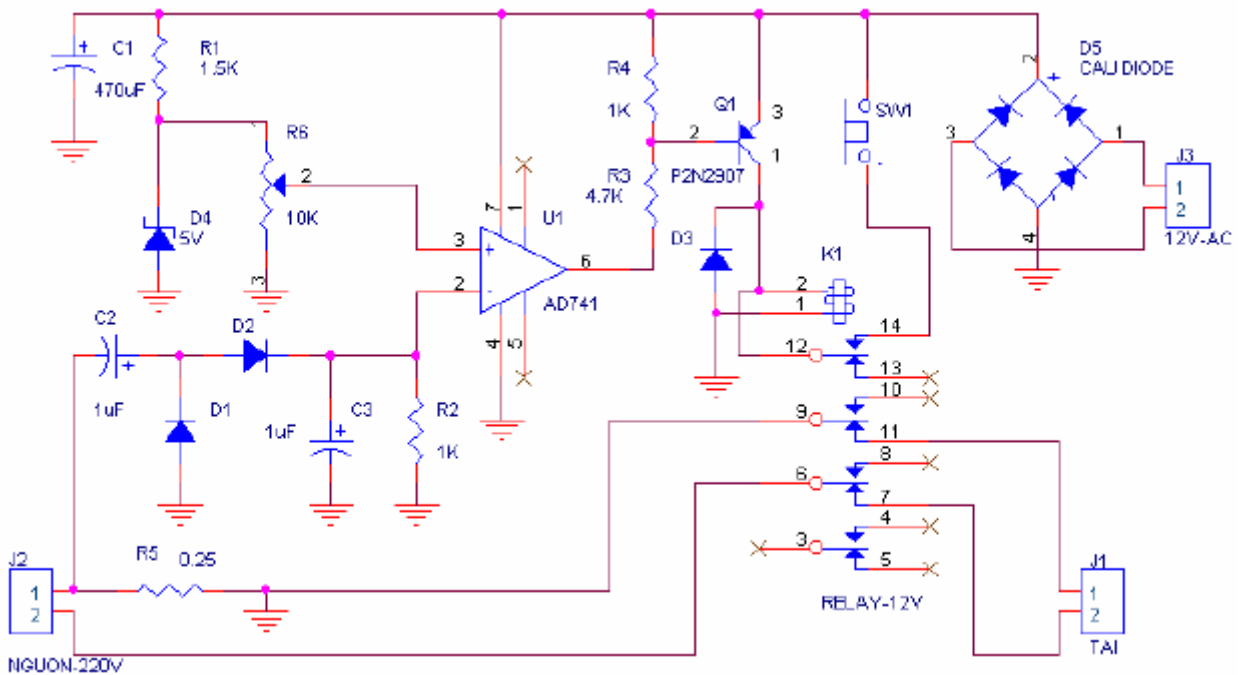 C1
470uF
R1
1.5K
R6
2
10K
3
D4
5V
R4
1K
R3
4.7K
2
Q1
3
1
P2N2907
SW1
2
+
D5
CAU DIODE
3
1
-
4
J3
1
2
12V-AC
7
1
U1
3
+
2
-
6
AD741
4
5
D3
K1
2
1
14
12
13
10
9
11
8
6
7
4
3
5
RELAY-12V
C2
+
1uF
D2
D1
C3
+
1uF
R2
1K
R5
0.25
J2
1
2
NGUON-220V
J1
1
2
TAI